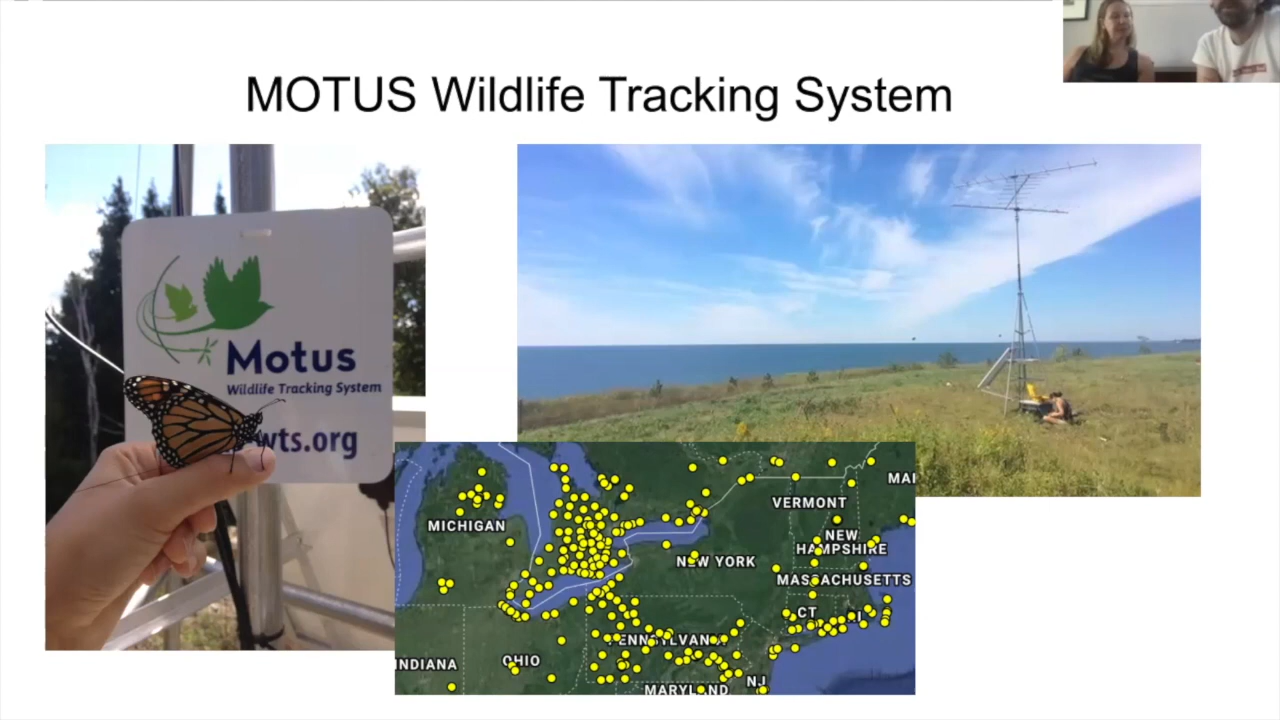 MOTUS Wildlife Tracking System
Motus
Wildlife Tracking System
wts.org
MICHIGAN
VERMONT
NEW
HAMPSHIRE
NEW YORK
MASSACHUSETTS
CT
INDIANA
OHIO
MARYLAND
NJ